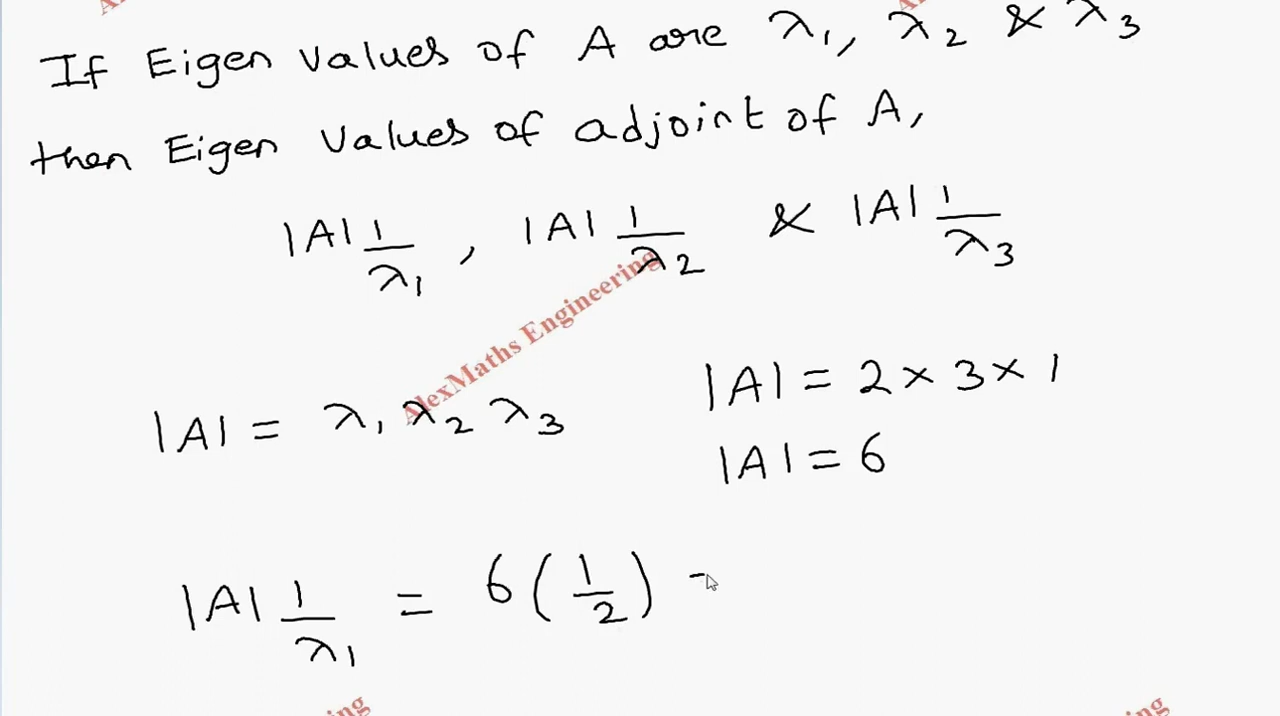 If Eigen values of A are λ₁, λ₂ & λ₃
then Eigen Values of adjoint of A,
|A| 1/λ₁ , |A| 1/λ₂ & |A| 1/λ₃
AlexMaths Engineering
|A| = λ₁ λ₂ λ₃
|A| = 2 × 3 × 1
|A| = 6
|A| 1/λ₁ = 6 (1/2)